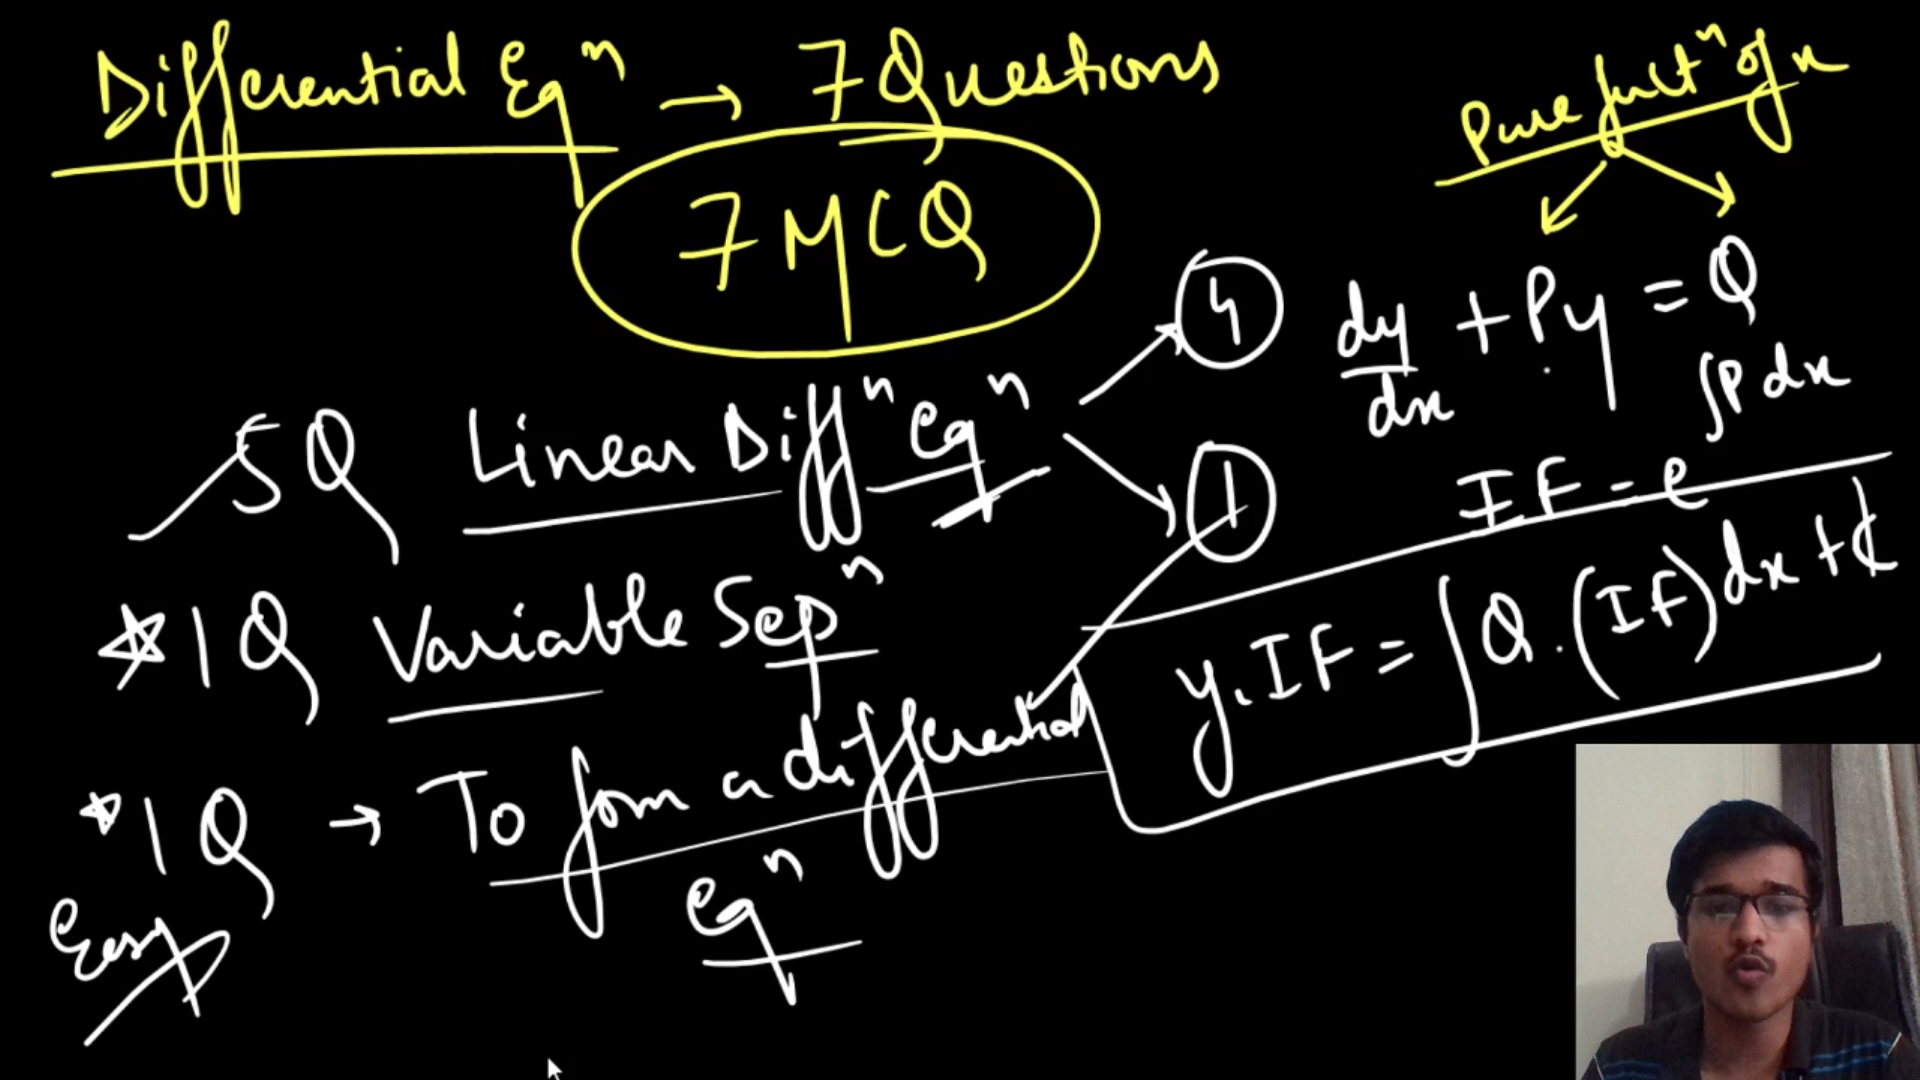 Differential Eqⁿ → 7 Questions
7 MCQ
Pure fuctⁿ of x
5Q Linear Diffⁿ eqⁿ
4
1
dy/dx + Py = Q
IF = e^∫P dx
y. IF = ∫Q.(IF) dx + C
*1Q Variable Sepⁿ
*1Q → To form a differential
eqⁿ
Easy